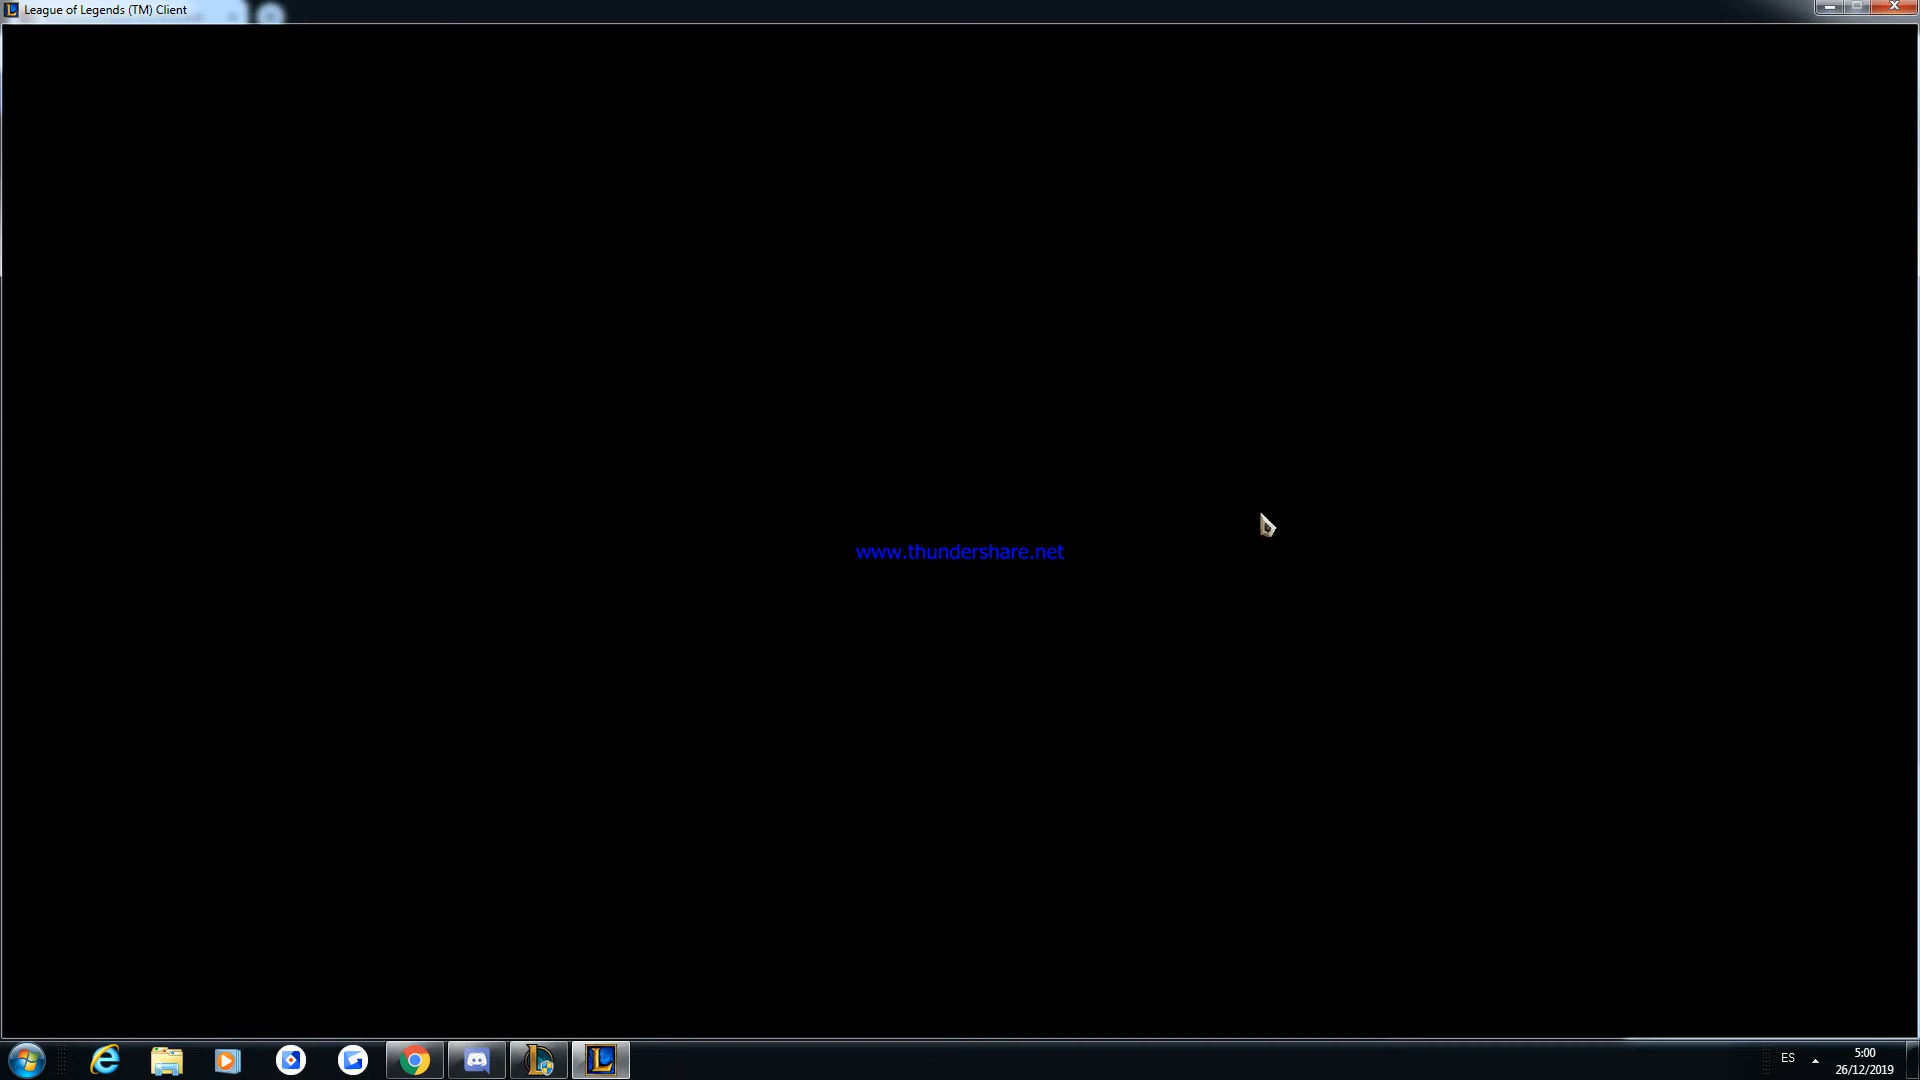 League of Legends (TM) Client
www.thundershare.net
ES
5:00
26/12/2019